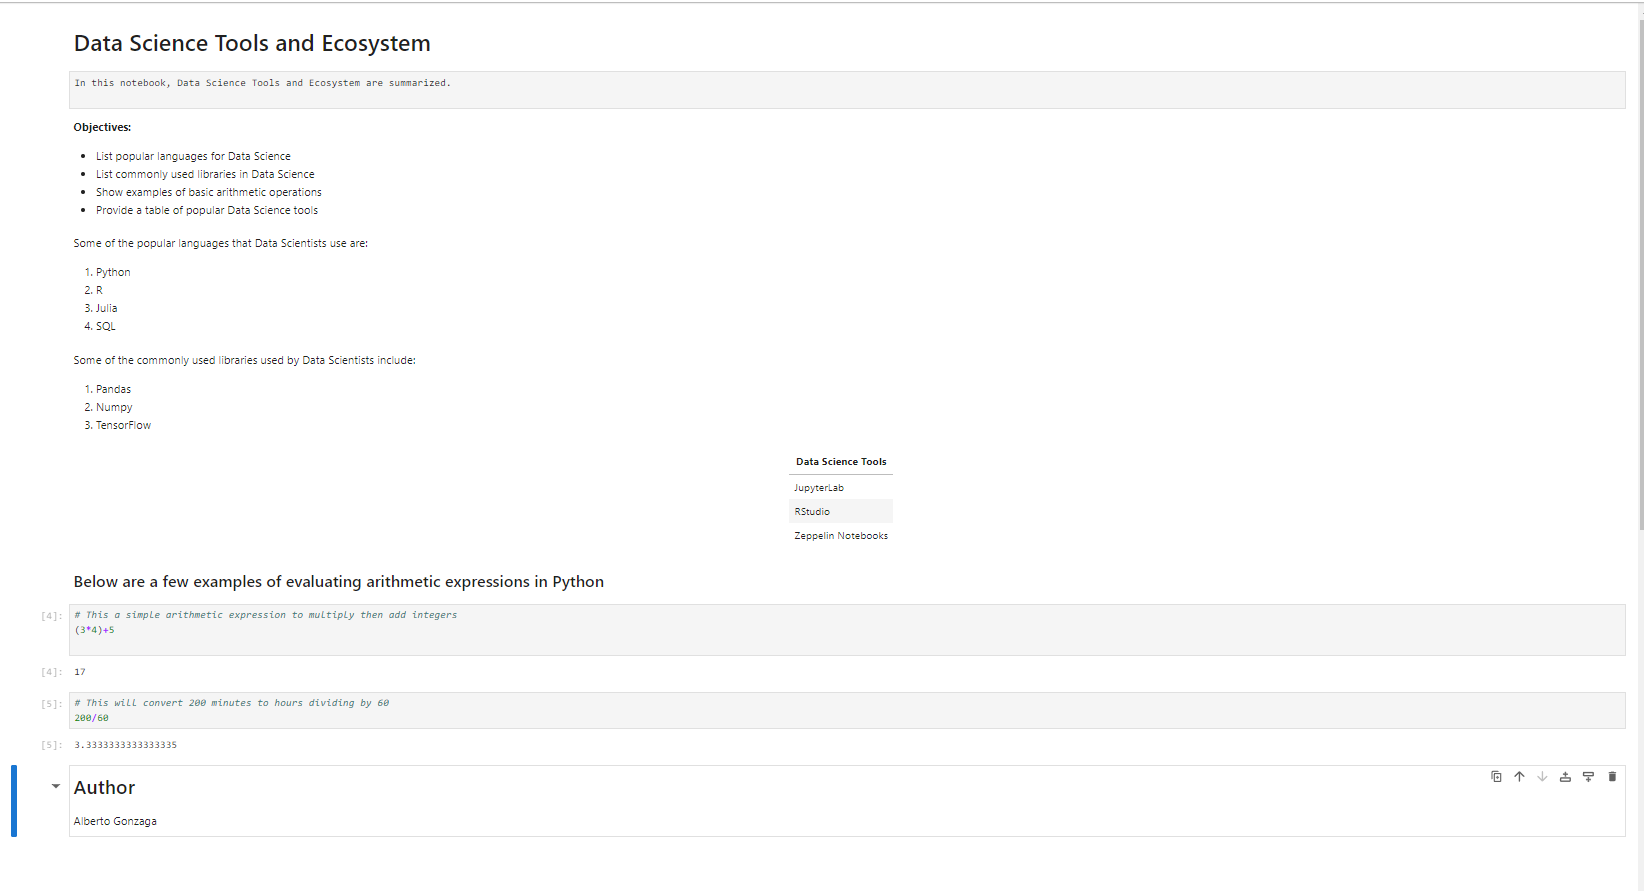 Data Science Tools and Ecosystem
In this notebook, Data Science Tools and Ecosystem are summarized.
Objectives:
• List popular languages for Data Science
• List commonly used libraries in Data Science
• Show examples of basic arithmetic operations
• Provide a table of popular Data Science tools
Some of the popular languages that Data Scientists use are:
1. Python
2. R
3. Julia
4. SQL
Some of the commonly used libraries used by Data Scientists include:
1. Pandas
2. Numpy
3. TensorFlow
Data Science Tools
JupyterLab
RStudio
Zeppelin Notebooks
Below are a few examples of evaluating arithmetic expressions in Python
[4]: # This a simple arithmetic expression to multiply then add integers
(3*4)+5
[4]: 17
[5]: # This will convert 200 minutes to hours dividing by 60
200/60
[5]: 3.3333333333333335
Author
Alberto Gonzaga